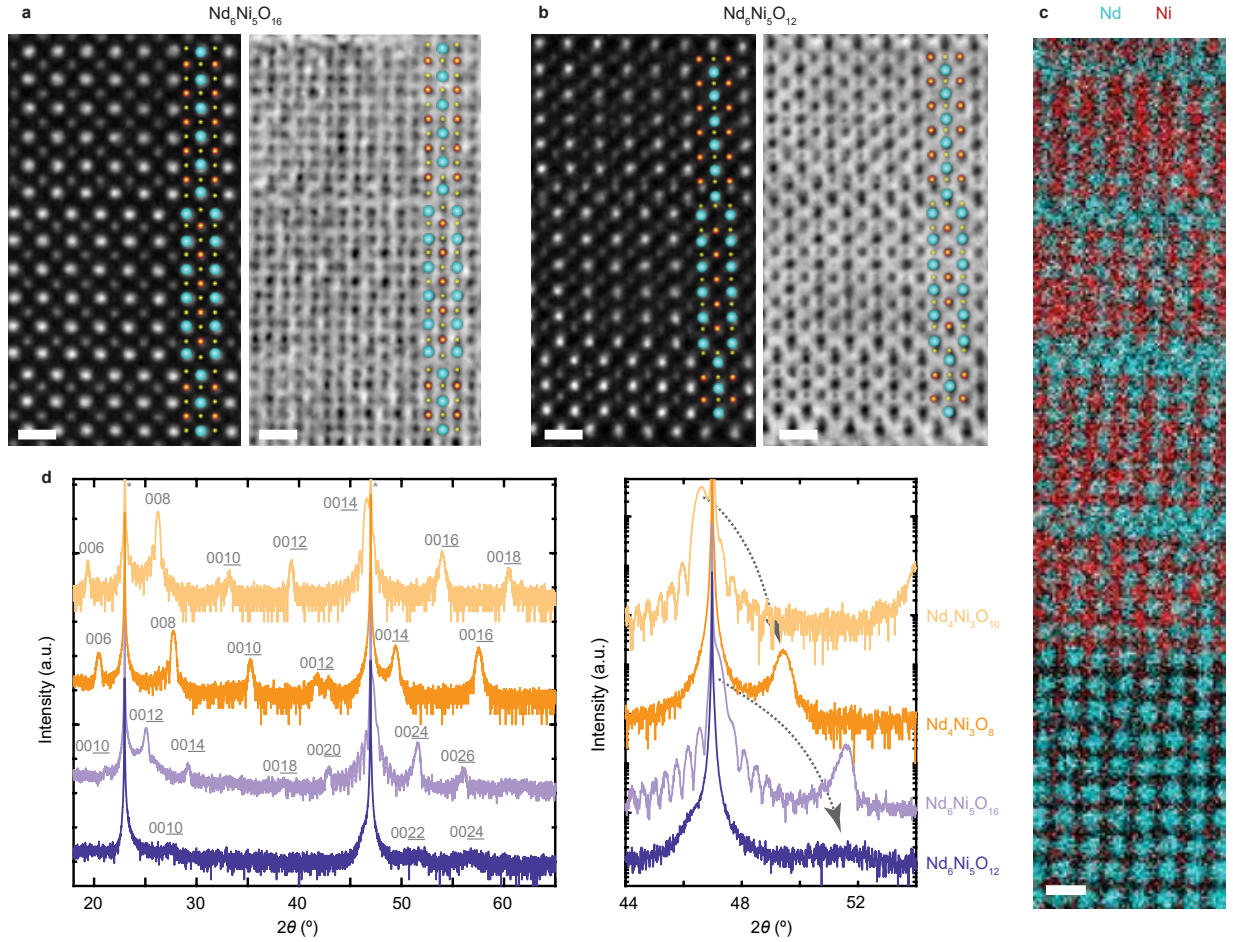 a
Nd₆Ni₅O₁₆
b
Nd₆Ni₅O₁₂
c
Nd Ni
d
Intensity (a.u.)
006 * 008 0010 0012 0014 * 0016 0018
006 008 0010 0012 0014 0016
0010 0012 0014 0018 0020 0024 0026
0010 0022 0024
20 30 40 50 60
2θ (º)
Intensity (a.u.)
Nd₄Ni₃O₁₀
Nd₄Ni₃O₈
Nd₆Ni₅O₁₆
Nd₆Ni₅O₁₂
44 48 52
2θ (º)